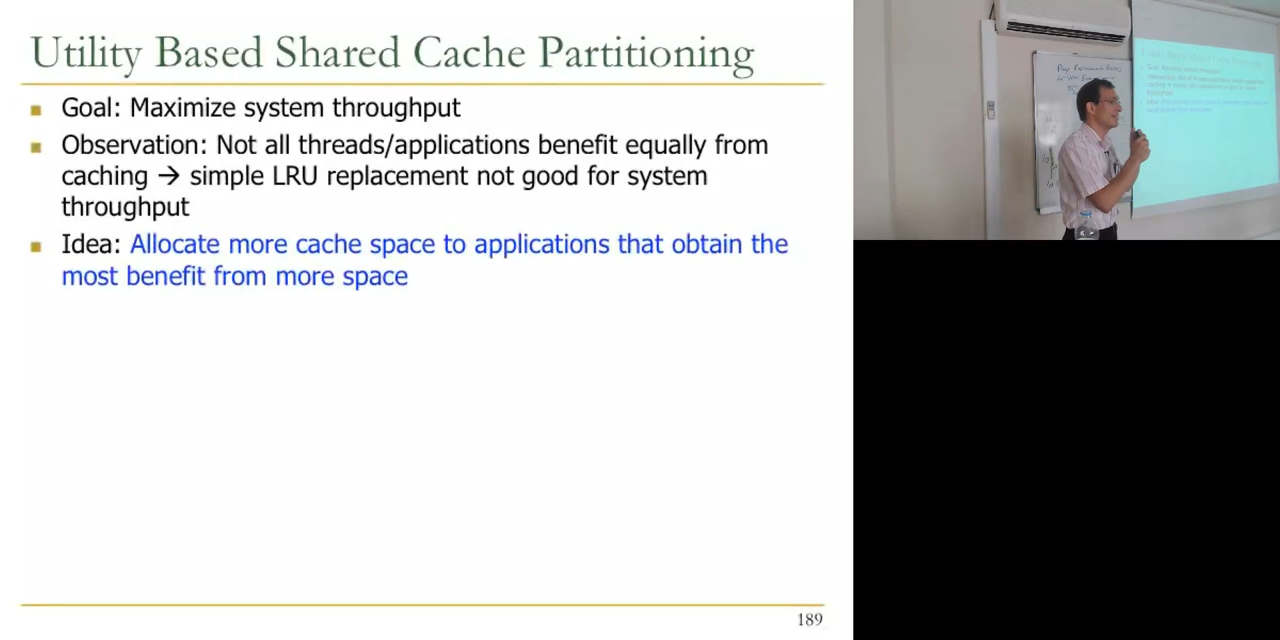 Utility Based Shared Cache Partitioning
Goal: Maximize system throughput
Observation: Not all threads/applications benefit equally from
caching → simple LRU replacement not good for system
throughput
Idea: Allocate more cache space to applications that obtain the
most benefit from more space
189